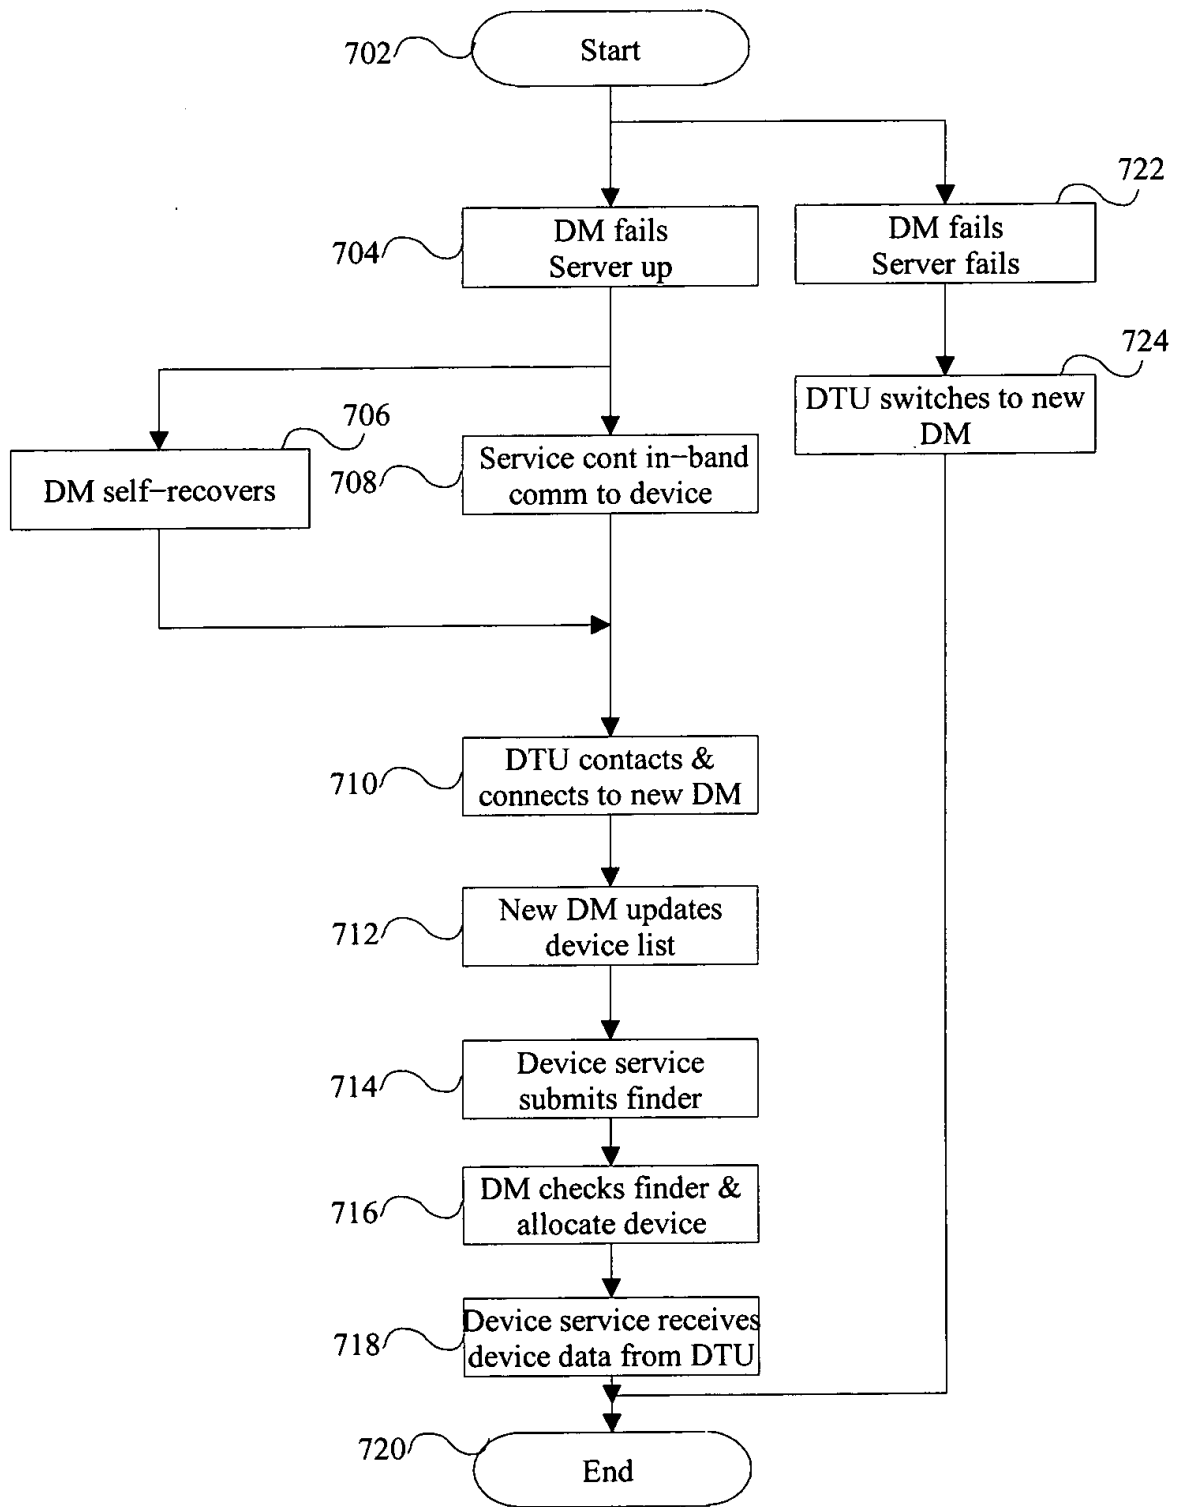 702
Start
722
704
DM fails
Server up
DM fails
Server fails
724
DTU switches to new
DM
706
DM self-recovers
708
Service cont in-band
comm to device
710
DTU contacts &
connects to new DM
712
New DM updates
device list
714
Device service
submits finder
716
DM checks finder &
allocate device
718
Device service receives
device data from DTU
720
End